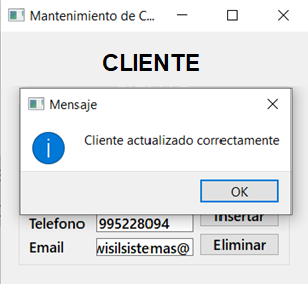 Mantenimiento de C...
CLIENTE
Mensaje
Cliente actualizado correctamente
OK
Telefono 995228094 Insertar
Email wisilsistemas@ Eliminar